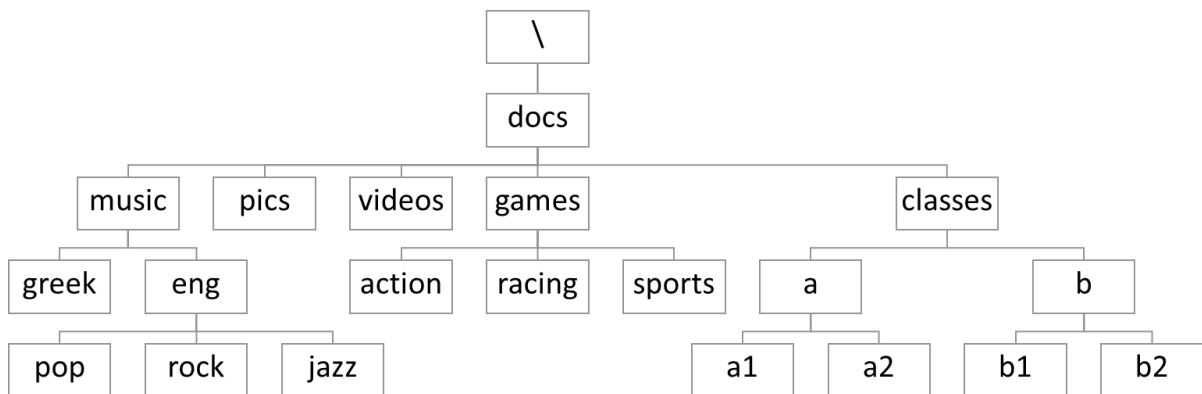 \
docs
music pics videos games classes
greek eng action racing sports a b
pop rock jazz a1 a2 b1 b2